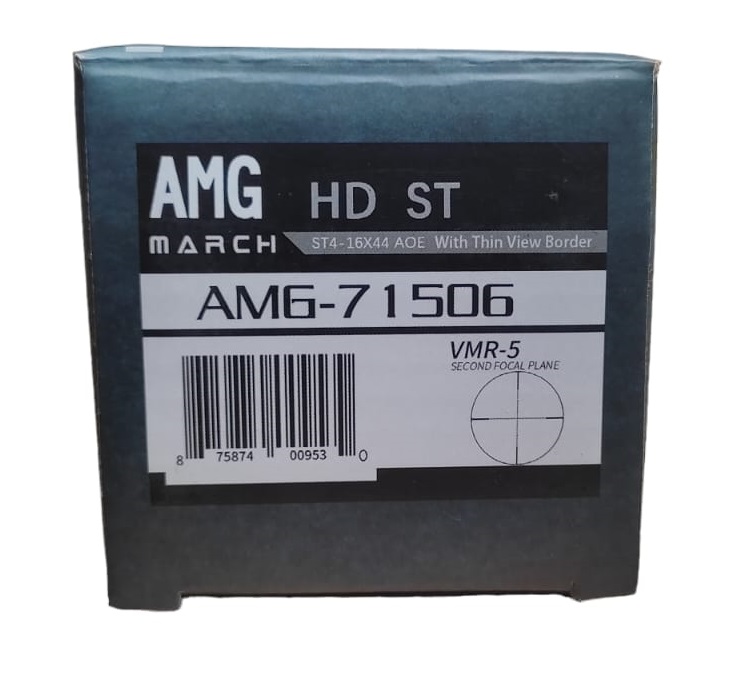 AMG HD ST
MARCH ST4-16X44 AOE With Thin View Border
AMG-71506
VMR-5
SECOND FOCAL PLANE
8 75874 00953 0